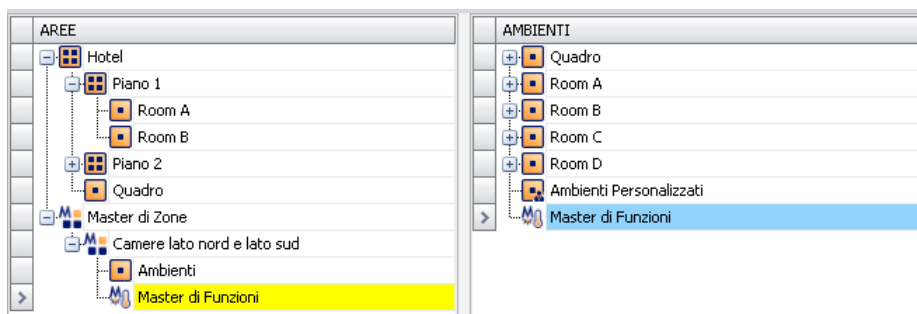 AREE
Hotel
Piano 1
Room A
Room B
Piano 2
Quadro
Master di Zone
Camere lato nord e lato sud
Ambienti
Master di Funzioni
AMBIENTI
Quadro
Room A
Room B
Room C
Room D
Ambienti Personalizzati
Master di Funzioni